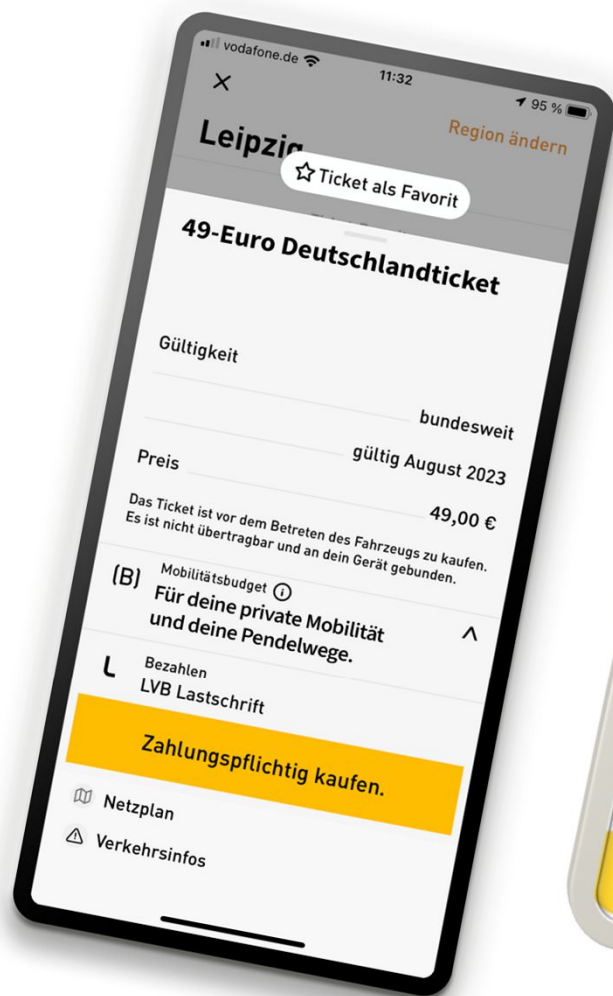 vodafone.de 11:32 95 %
Leipzig Region ändern
Ticket als Favorit
49-Euro Deutschlandticket
Gültigkeit
bundesweit
gültig August 2023
Preis 49,00 €
Das Ticket ist vor dem Betreten des Fahrzeugs zu kaufen.
Es ist nicht übertragbar und an dein Gerät gebunden.
(B) Mobilitätsbudget
Für deine private Mobilität
und deine Pendelwege.
L Bezahlen
LVB Lastschrift
Zahlungspflichtig kaufen.
Netzplan
Verkehrsinfos